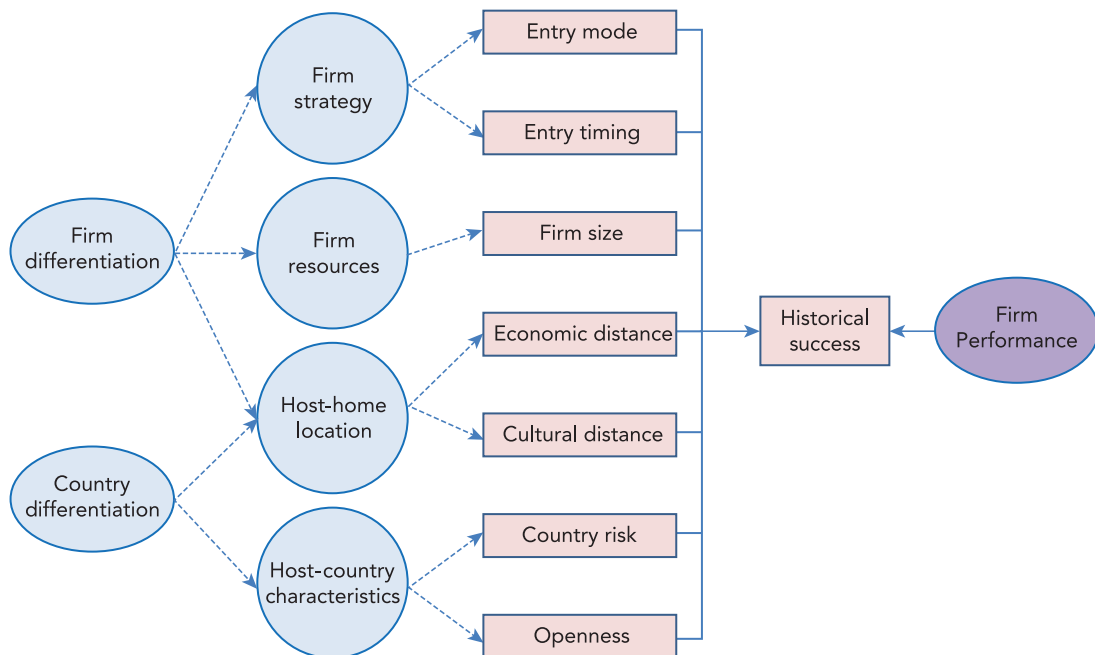 Firm
differentiation
Country
differentiation
Firm
strategy
Firm
resources
Host-home
location
Host-country
characteristics
Entry mode
Entry timing
Firm size
Economic distance
Cultural distance
Country risk
Openness
Historical
success
Firm
Performance